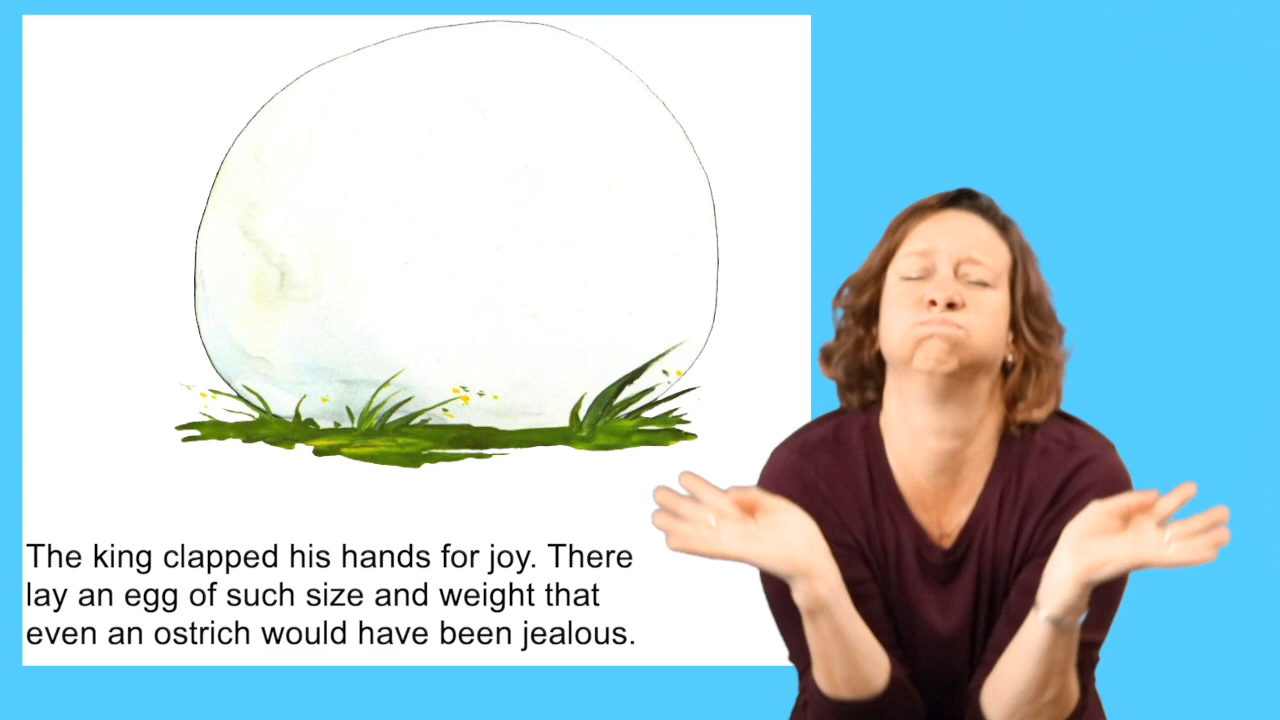 The king clapped his hands for joy. There
lay an egg of such size and weight that
even an ostrich would have been jealous.